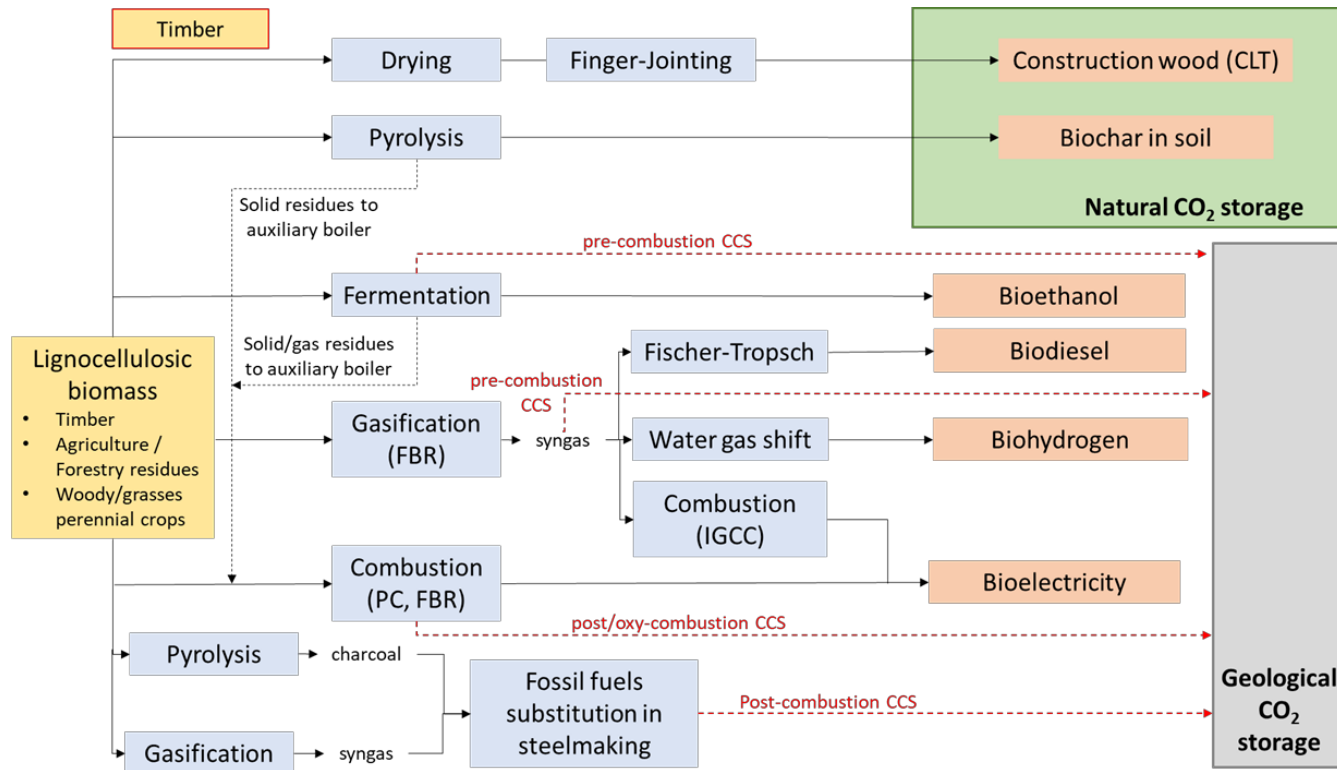 Timber
Drying
Finger-Jointing
Construction wood (CLT)
Pyrolysis
Biochar in soil
Natural CO₂ storage
Solid residues to
auxiliary boiler
pre-combustion CCS
Fermentation
Bioethanol
Solid/gas residues
to auxiliary boiler
Lignocellulosic
biomass
• Timber
• Agriculture /
Forestry residues
• Woody/grasses
perennial crops
Fischer-Tropsch
Biodiesel
pre-combustion
CCS
Gasification
(FBR)
syngas
Water gas shift
Biohydrogen
Combustion
(IGCC)
Combustion
(PC, FBR)
Bioelectricity
post/oxy-combustion CCS
Pyrolysis
charcoal
Fossil fuels
substitution in
steelmaking
Post-combustion CCS
Gasification
syngas
Geological
CO₂
storage